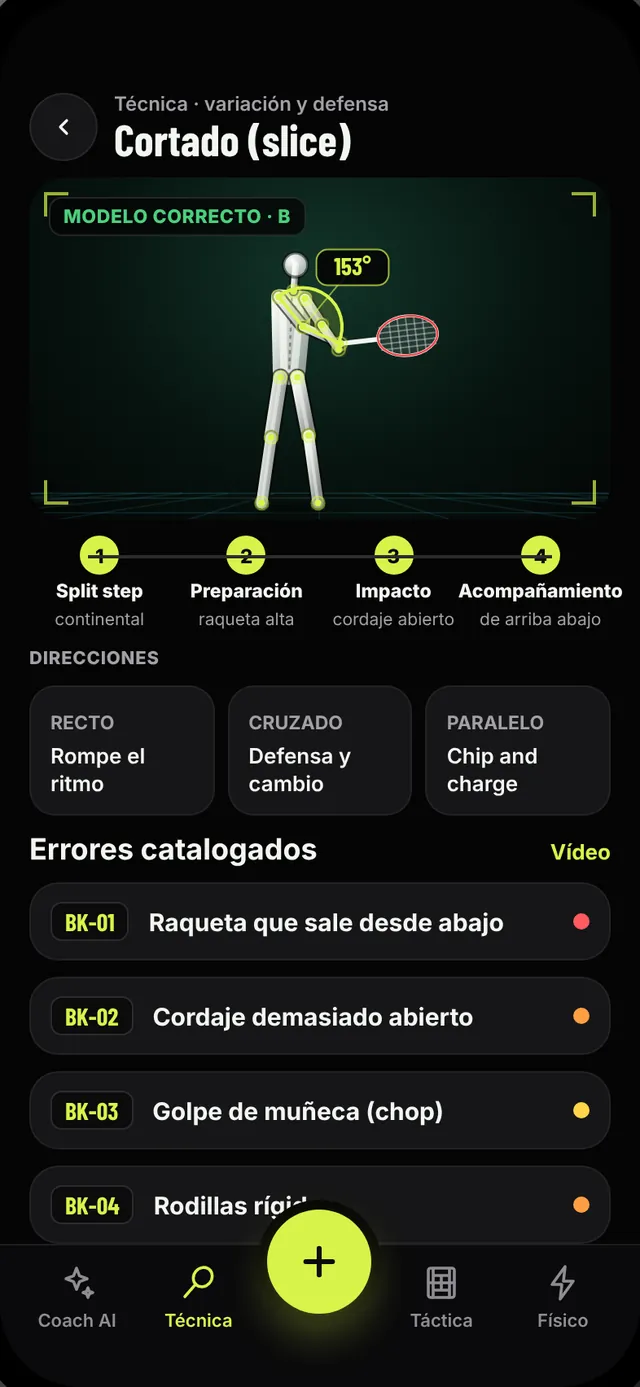 Técnica · variación y defensa
Cortado (slice)
MODELO CORRECTO · B
153°
1 2 3 4
Split step Preparación Impacto Acompañamiento
continental raqueta alta cordaje abierto de arriba abajo
DIRECCIONES
RECTO
Rompe el
ritmo
CRUZADO
Defensa y
cambio
PARALELO
Chip and
charge
Errores catalogados Vídeo
BK-01 Raqueta que sale desde abajo
BK-02 Cordaje demasiado abierto
BK-03 Golpe de muñeca (chop)
BK-04 Rodillas
Coach AI Técnica Táctica Físico